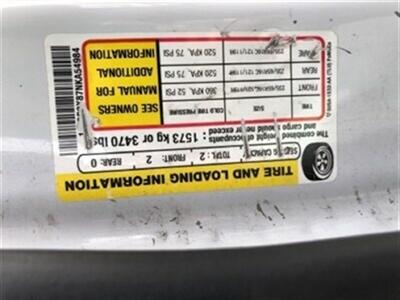 TIRE AND LOADING INFORMATION
SEATING CAPACITY TOTAL: 2 FRONT: 2 REAR: 0
The combined weight of occupants and cargo should never exceed : 1573 kg or 3470 lbs
TIRE SIZE COLD TIRE PRESSURE
FRONT 360 KPA, 52 PSI
REAR 520 KPA, 75 PSI
SPARE 520 KPA, 75 PSI
SEE OWNERS
MANUAL FOR
ADDITIONAL
INFORMATION